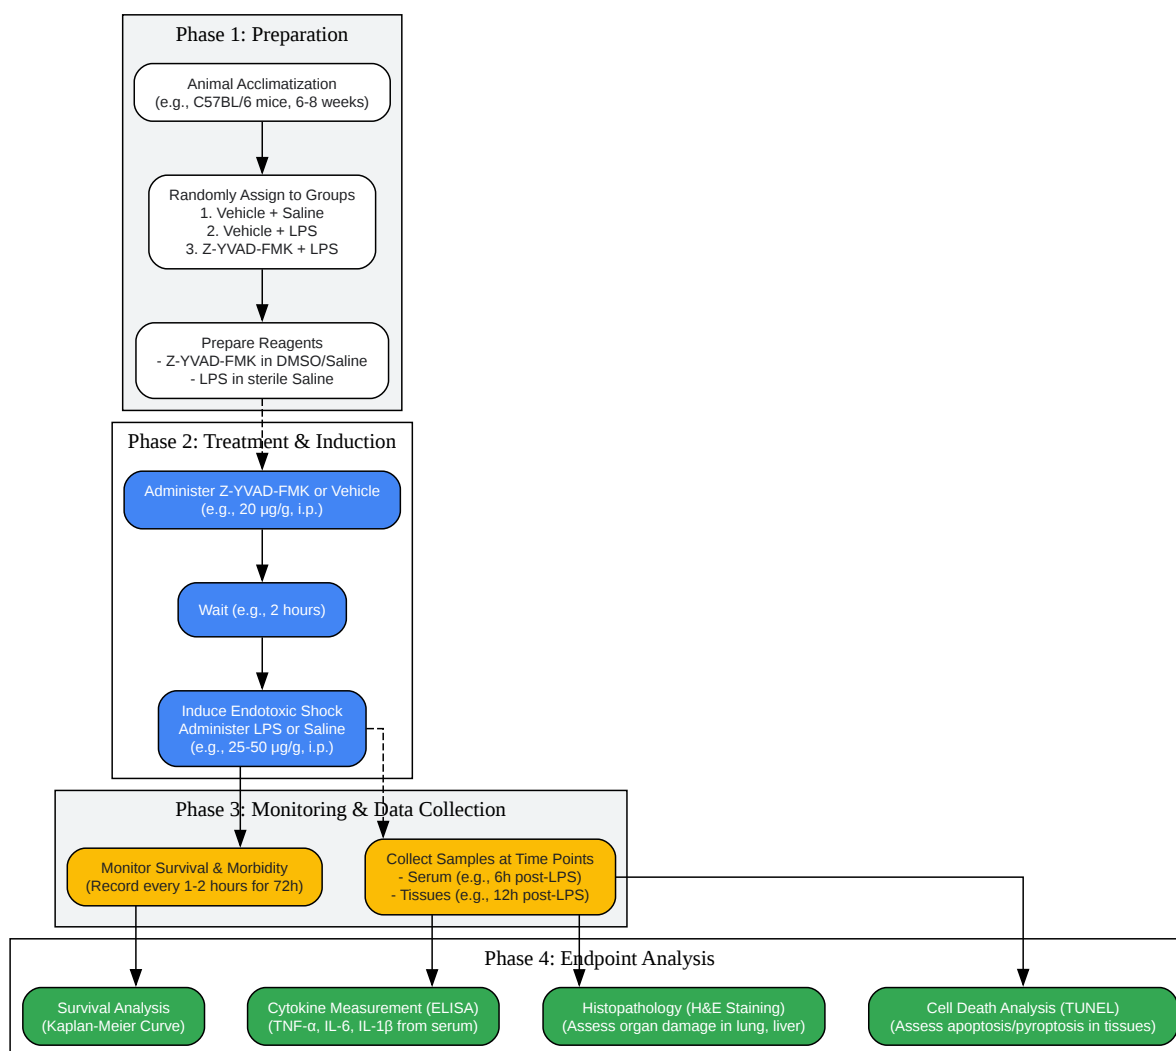 Phase 1: Preparation
Animal Acclimatization
(e.g., C57BL/6 mice, 6-8 weeks)
Randomly Assign to Groups
1. Vehicle + Saline
2. Vehicle + LPS
3. Z-YVAD-FMK + LPS
Prepare Reagents
- Z-YVAD-FMK in DMSO/Saline
- LPS in sterile Saline
Phase 2: Treatment & Induction
Administer Z-YVAD-FMK or Vehicle
(e.g., 20 μg/g, i.p.)
Wait (e.g., 2 hours)
Induce Endotoxic Shock
Administer LPS or Saline
(e.g., 25-50 μg/g, i.p.)
Phase 3: Monitoring & Data Collection
Monitor Survival & Morbidity
(Record every 1-2 hours for 72h)
Collect Samples at Time Points
- Serum (e.g., 6h post-LPS)
- Tissues (e.g., 12h post-LPS)
Phase 4: Endpoint Analysis
Survival Analysis
(Kaplan-Meier Curve)
Cytokine Measurement (ELISA)
(TNF-α, IL-6, IL-1β from serum)
Histopathology (H&E Staining)
(Assess organ damage in lung, liver)
Cell Death Analysis (TUNEL)
(Assess apoptosis/pyroptosis in tissues)